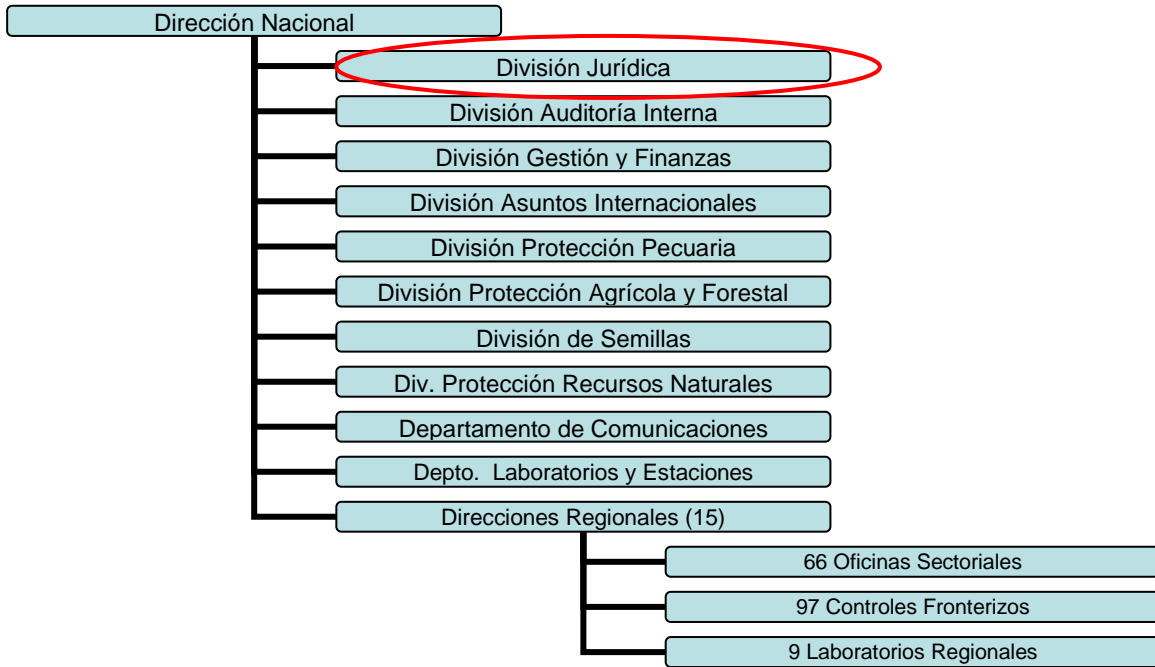 Dirección Nacional
División Jurídica
División Auditoría Interna
División Gestión y Finanzas
División Asuntos Internacionales
División Protección Pecuaria
División Protección Agrícola y Forestal
División de Semillas
Div. Protección Recursos Naturales
Departamento de Comunicaciones
Depto. Laboratorios y Estaciones
Direcciones Regionales (15)
66 Oficinas Sectoriales
97 Controles Fronterizos
9 Laboratorios Regionales